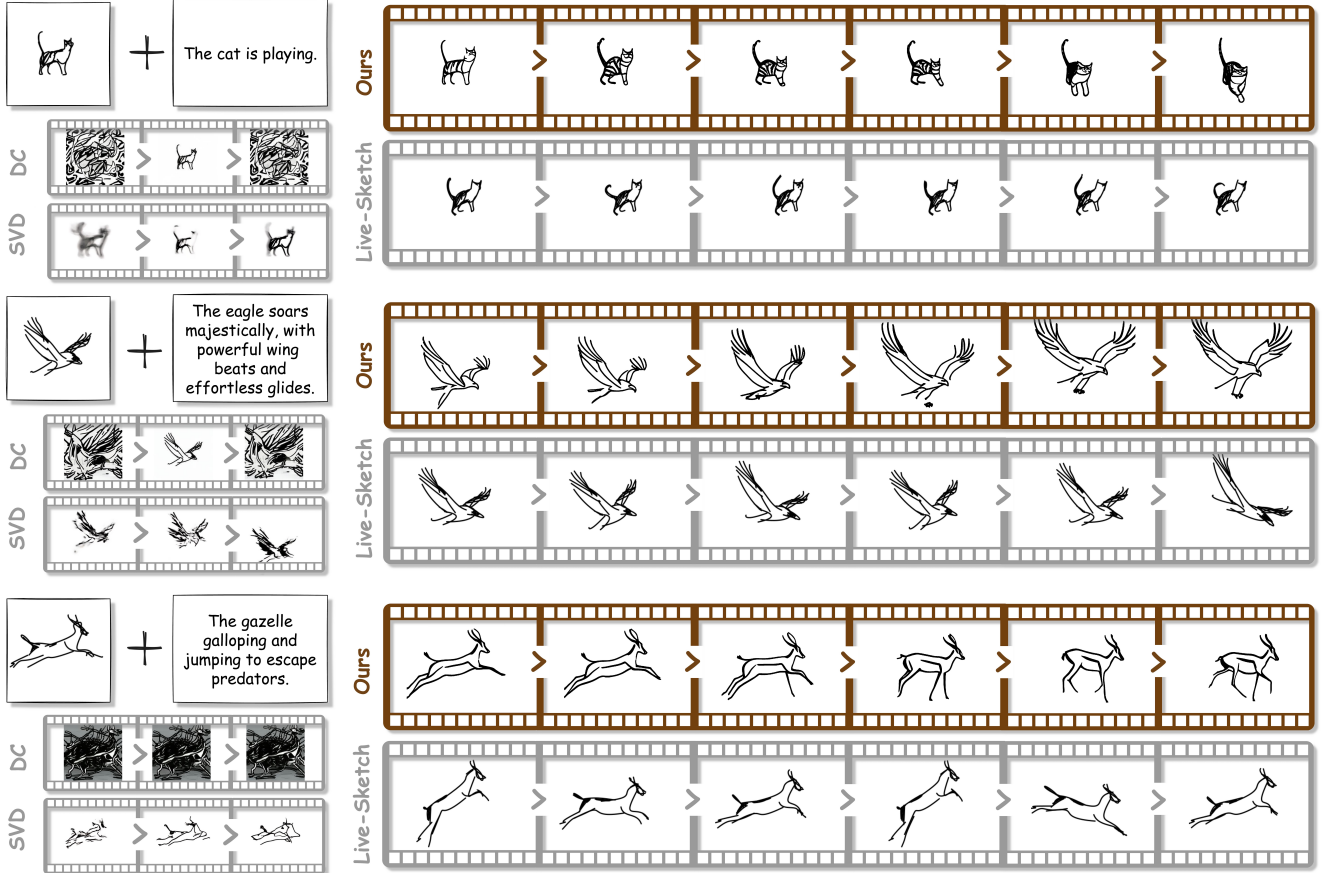 The cat is playing.
Ours
DC
SVD
Live-Sketch
The eagle soars
majestically, with
powerful wing
beats and
effortless glides.
Ours
DC
SVD
Live-Sketch
The gazelle
galloping and
jumping to escape
predators.
Ours
DC
SVD
Live-Sketch